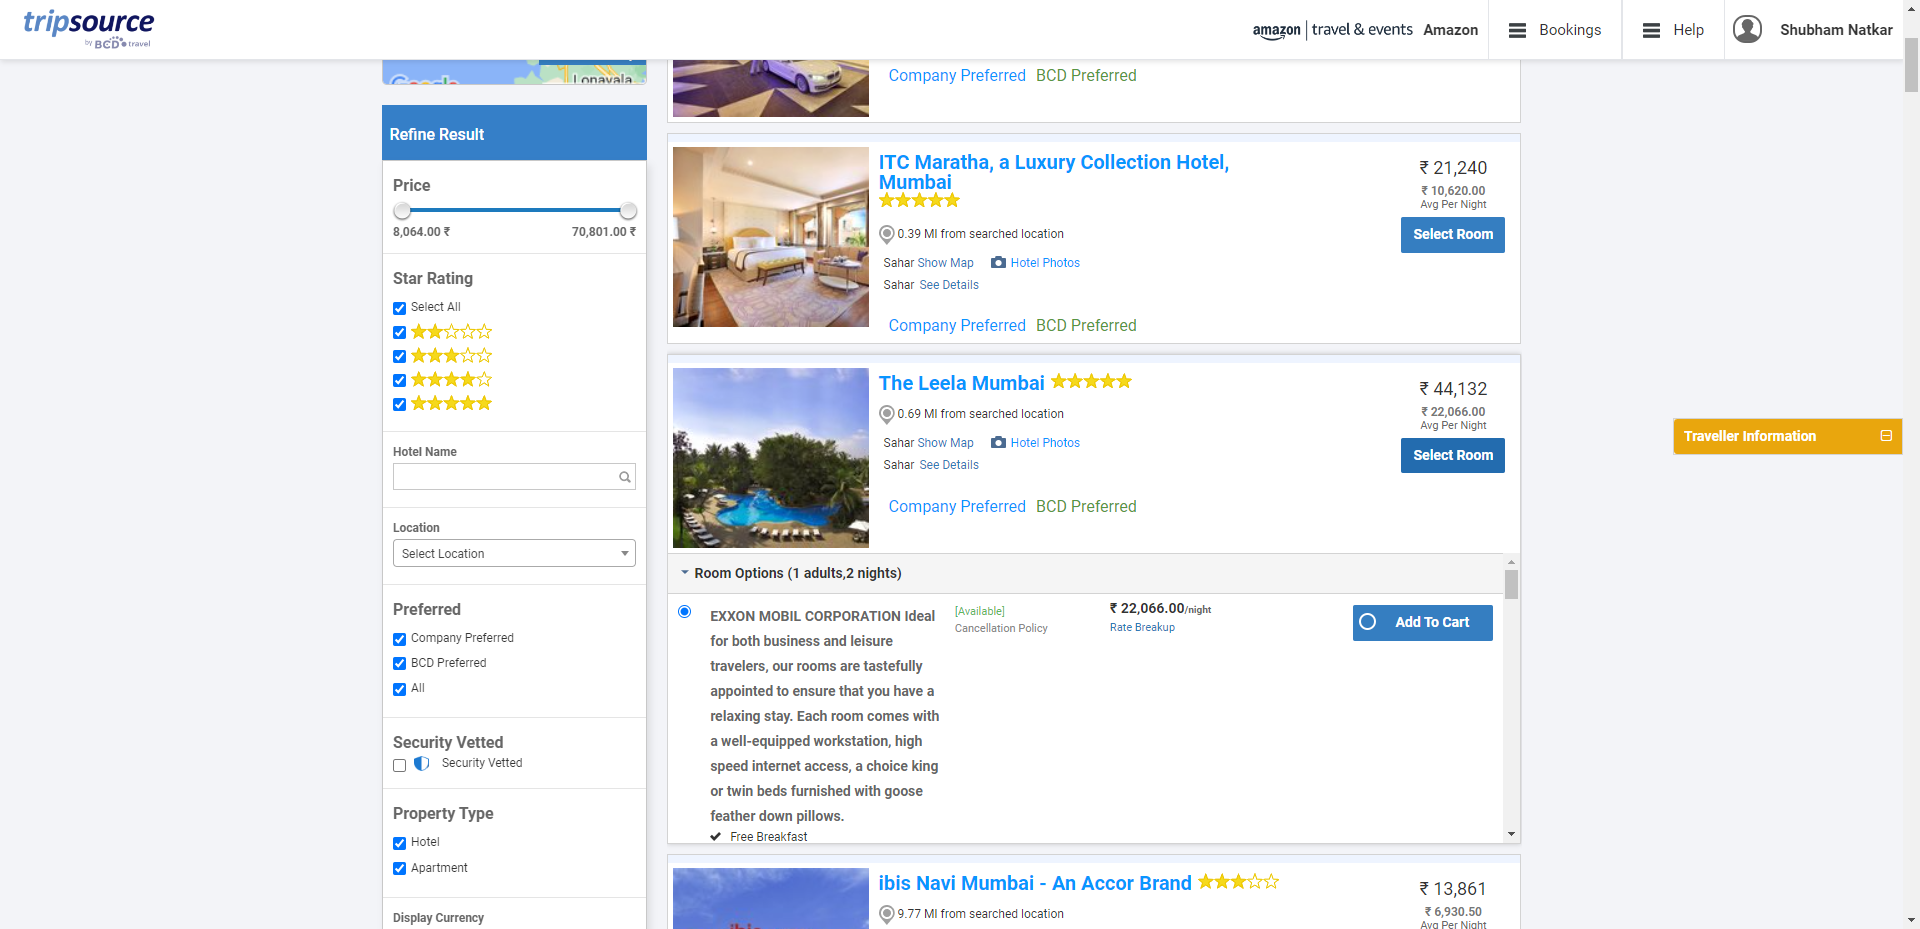 tripsource
by BCD travel
amazon | travel & events Amazon
Bookings
Help
Shubham Natkar
Google
Lonavala
Refine Result
Price
8,064.00 ₹
70,801.00 ₹
Star Rating
Select All
Hotel Name
Location
Select Location
Preferred
Company Preferred
BCD Preferred
All
Security Vetted
Security Vetted
Property Type
Hotel
Apartment
Display Currency
Company Preferred BCD Preferred
ITC Maratha, a Luxury Collection Hotel,
Mumbai
0.39 MI from searched location
Sahar Show Map Hotel Photos
Sahar See Details
Company Preferred BCD Preferred
₹ 21,240
₹ 10,620.00
Avg Per Night
Select Room
The Leela Mumbai
0.69 MI from searched location
Sahar Show Map Hotel Photos
Sahar See Details
Company Preferred BCD Preferred
₹ 44,132
₹ 22,066.00
Avg Per Night
Select Room
Room Options (1 adults,2 nights)
EXXON MOBIL CORPORATION Ideal
for both business and leisure
travelers, our rooms are tastefully
appointed to ensure that you have a
relaxing stay. Each room comes with
a well-equipped workstation, high
speed internet access, a choice king
or twin beds furnished with goose
feather down pillows.
Free Breakfast
[Available]
Cancellation Policy
₹ 22,066.00/night
Rate Breakup
Add To Cart
ibis Navi Mumbai - An Accor Brand
9.77 MI from searched location
₹ 13,861
₹ 6,930.50
Avg Per Night
ibis
Traveller Information